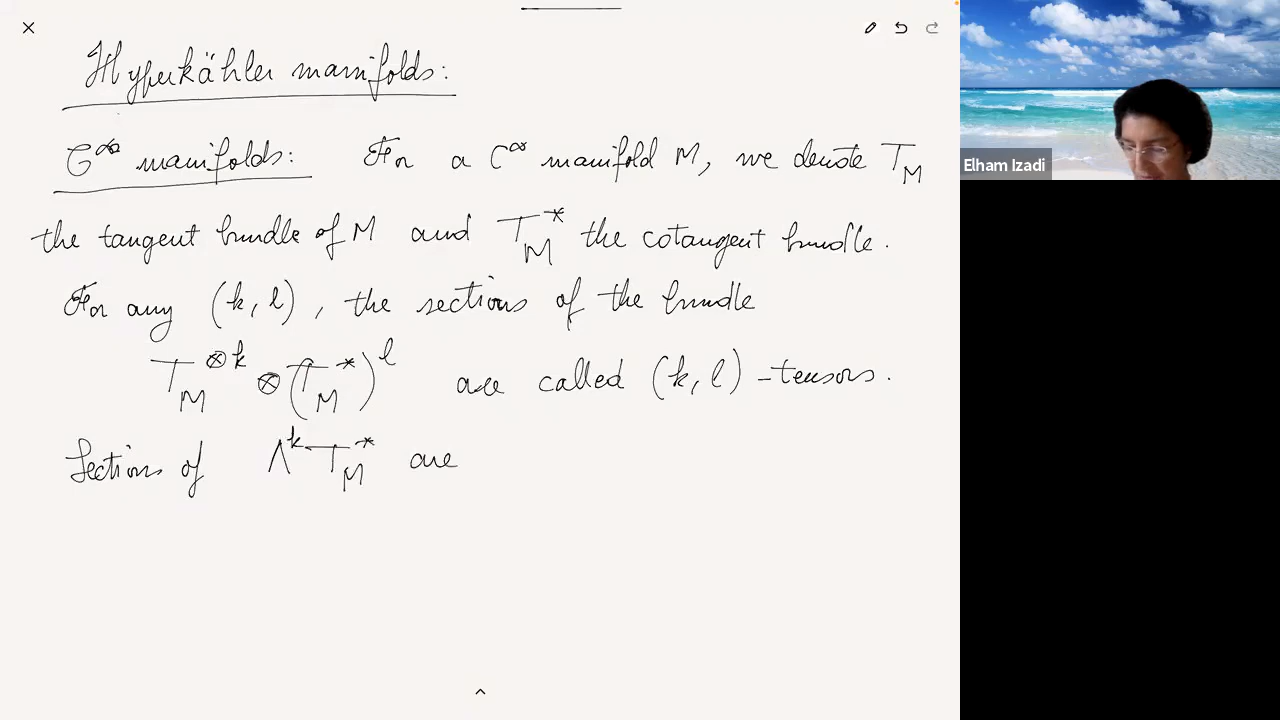 Hyperkähler manifolds:
C^∞ manifolds: For a C^∞ manifold M, we denote T_M
the tangent bundle of M and T_M^* the cotangent bundle.
For any (k, l), the sections of the bundle
T_M^{⊗k} ⊗ (T_M^*)^l are called (k, l)-tensors.
Sections of Λ^k T_M^* are
Elham Izadi